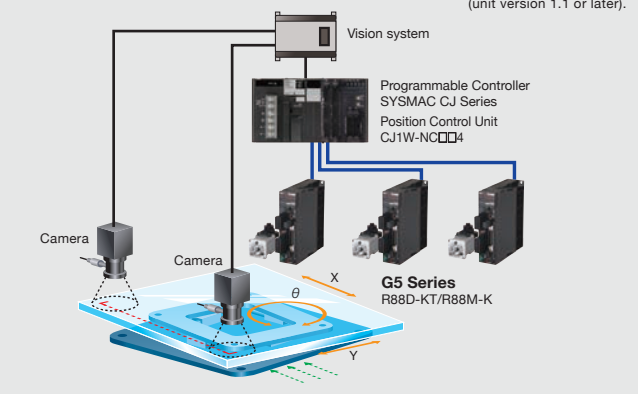 (unit version 1.1 or later).
Vision system
Programmable Controller
SYSMAC CJ Series
Position Control Unit
CJ1W-NC□□4
Camera
Camera
X
θ
G5 Series
R88D-KT/R88M-K
Y